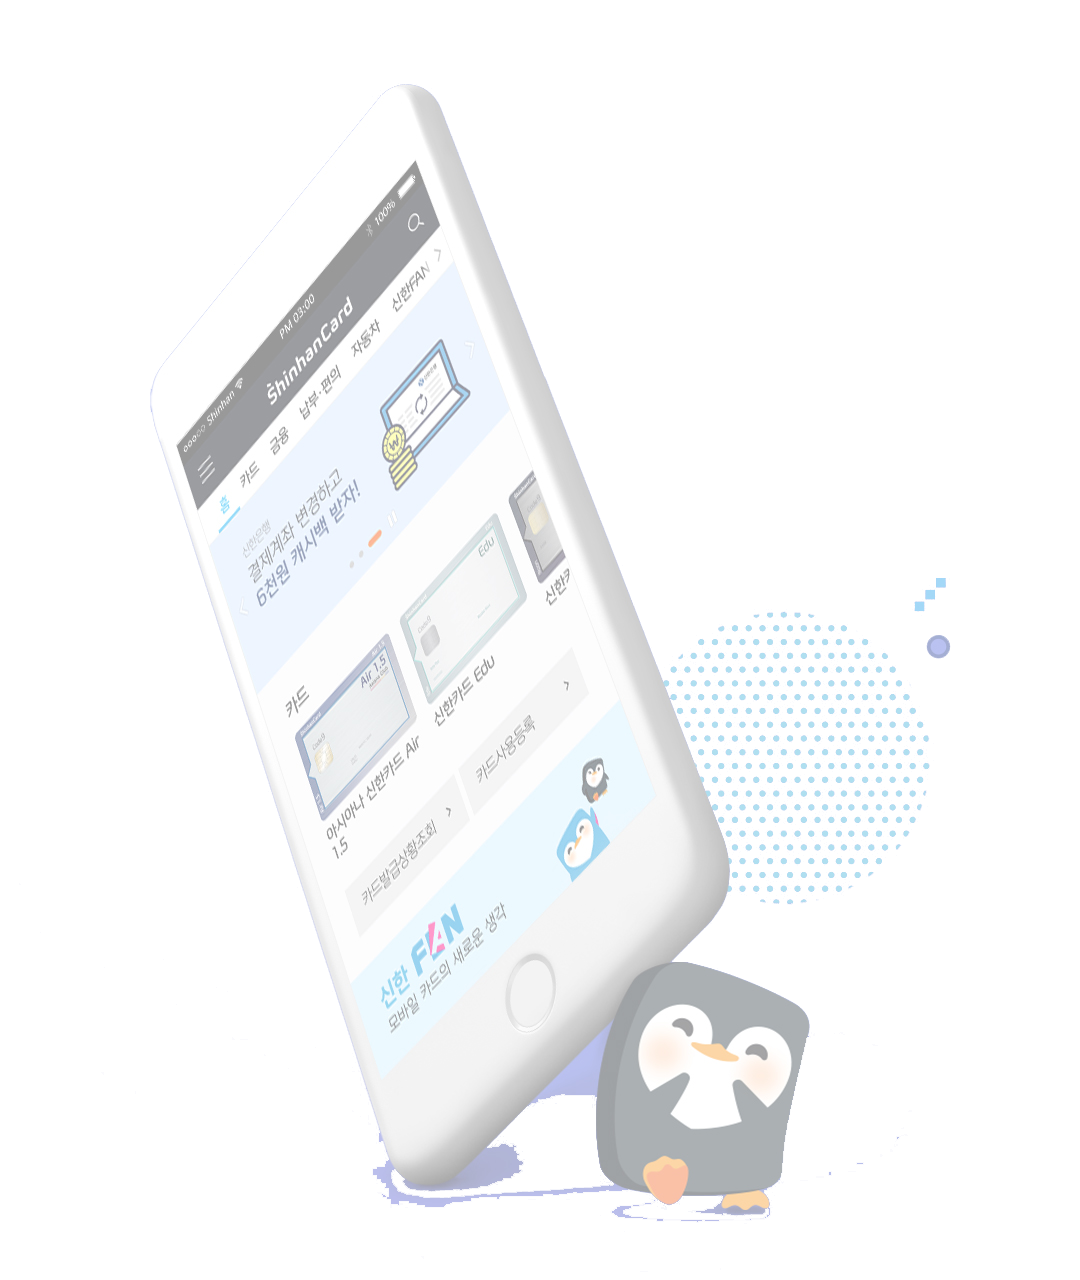 Shinhan
PM 03:00
100%
ShinhanCard
홈 카드 금융 납부·편의 자동차 신한FAN
신한은행
결제계좌 변경하고
6천원 캐시백 받자!
카드
Air 1.5
Edu
아시아나 신한카드 Air
1.5
신한카드 Edu
신한카
카드발급상황조회
카드사용등록
신한 FAN
모바일 카드의 새로운 생각